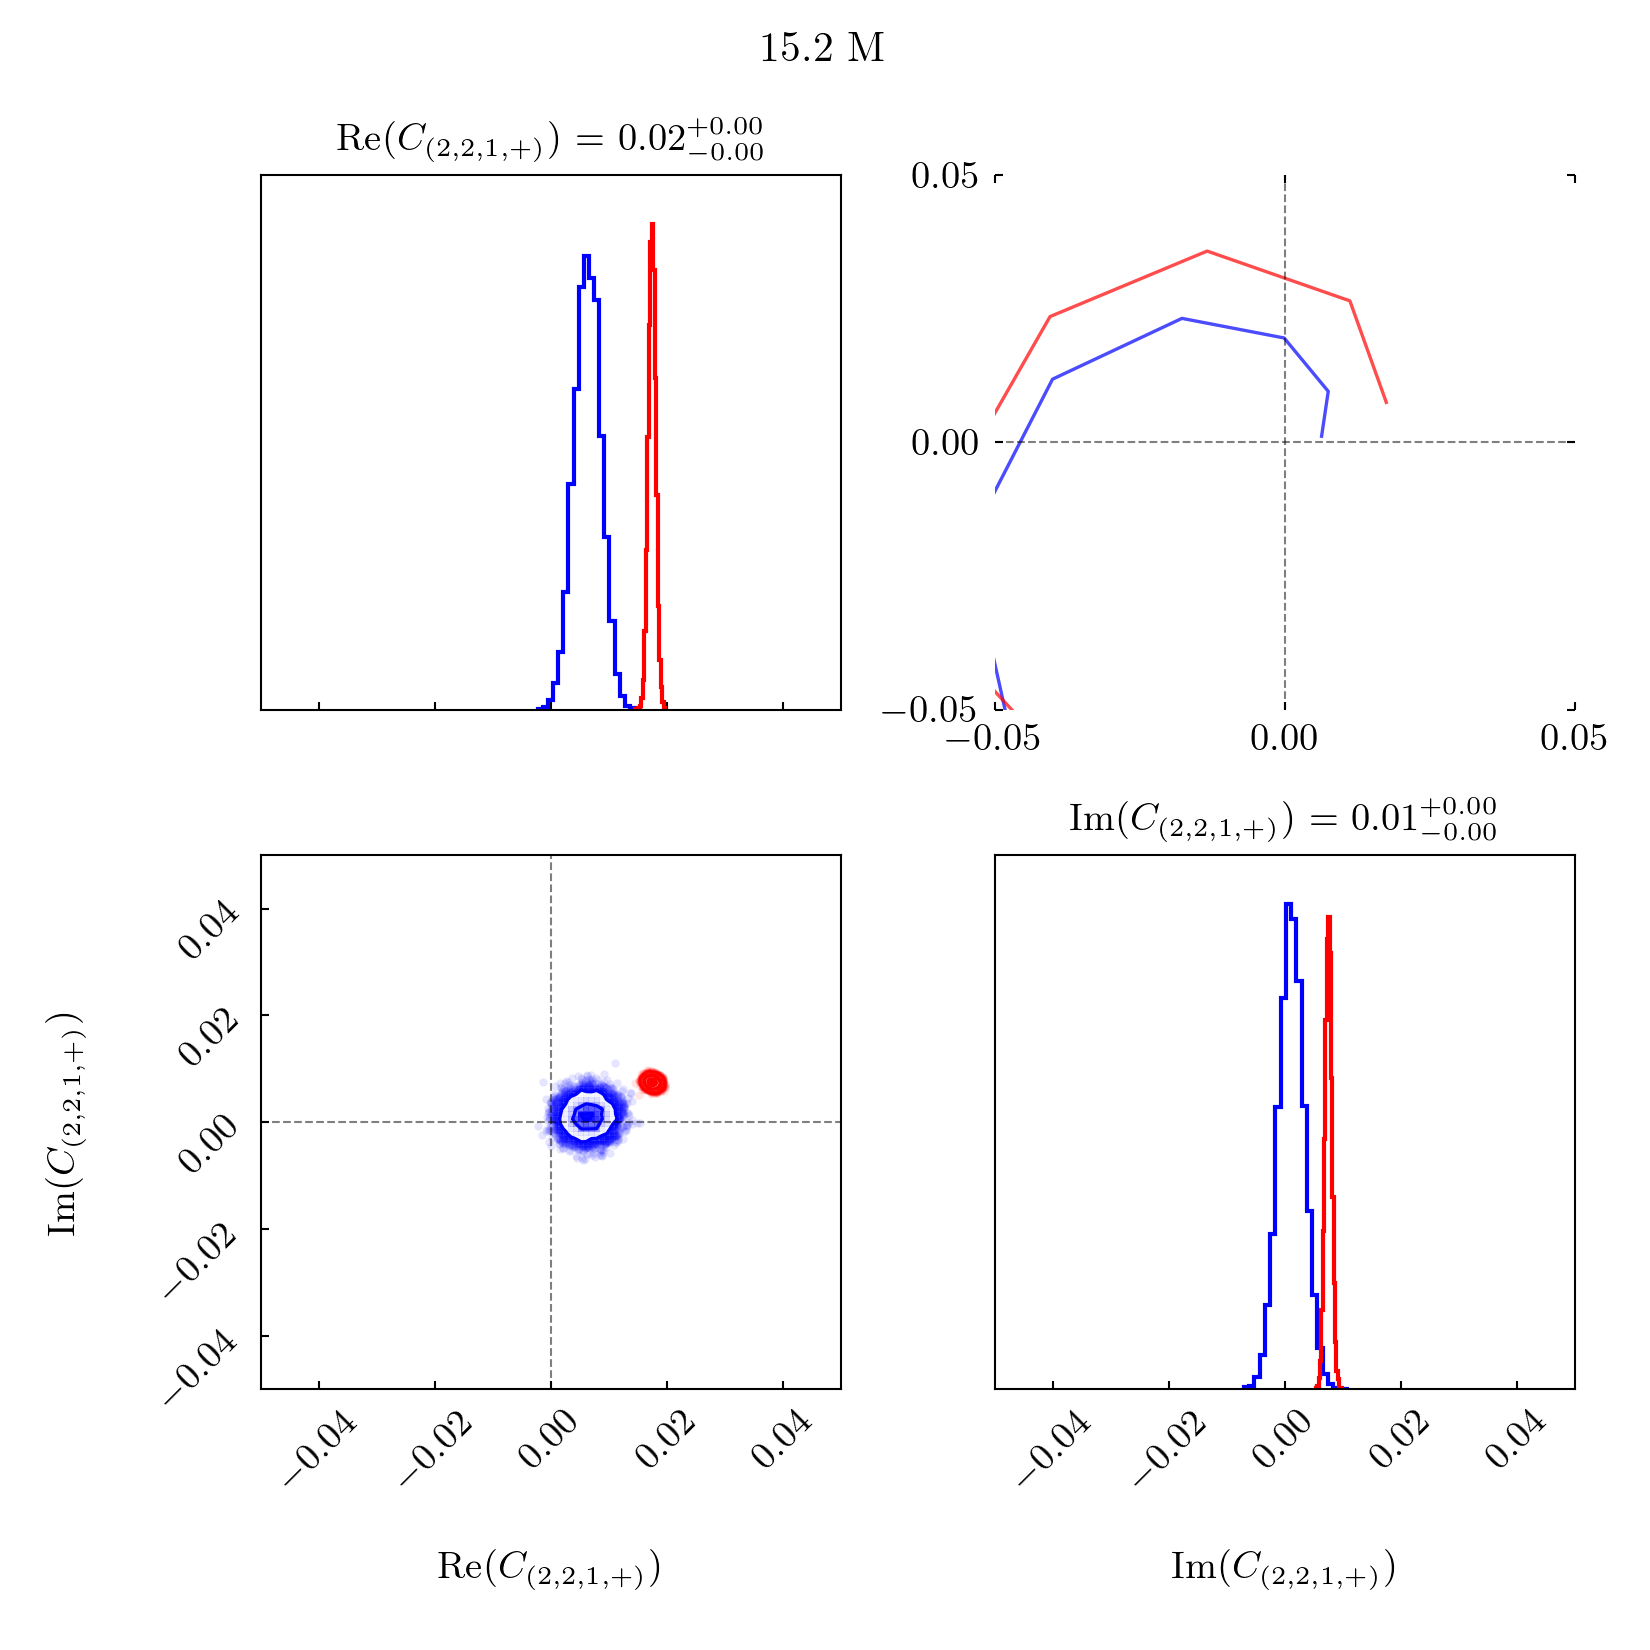 15.2 M
Re(C_{(2,2,1,+)}) = 0.02^{+0.00}_{-0.00}
0.05
0.00
−0.05
−0.05 0.00 0.05
Im(C_{(2,2,1,+)}) = 0.01^{+0.00}_{-0.00}
Im(C_{(2,2,1,+)})
0.04
0.02
0.00
−0.02
−0.04
−0.04 −0.02 0.00 0.02 0.04
−0.04 −0.02 0.00 0.02 0.04
Re(C_{(2,2,1,+)})
Im(C_{(2,2,1,+)})